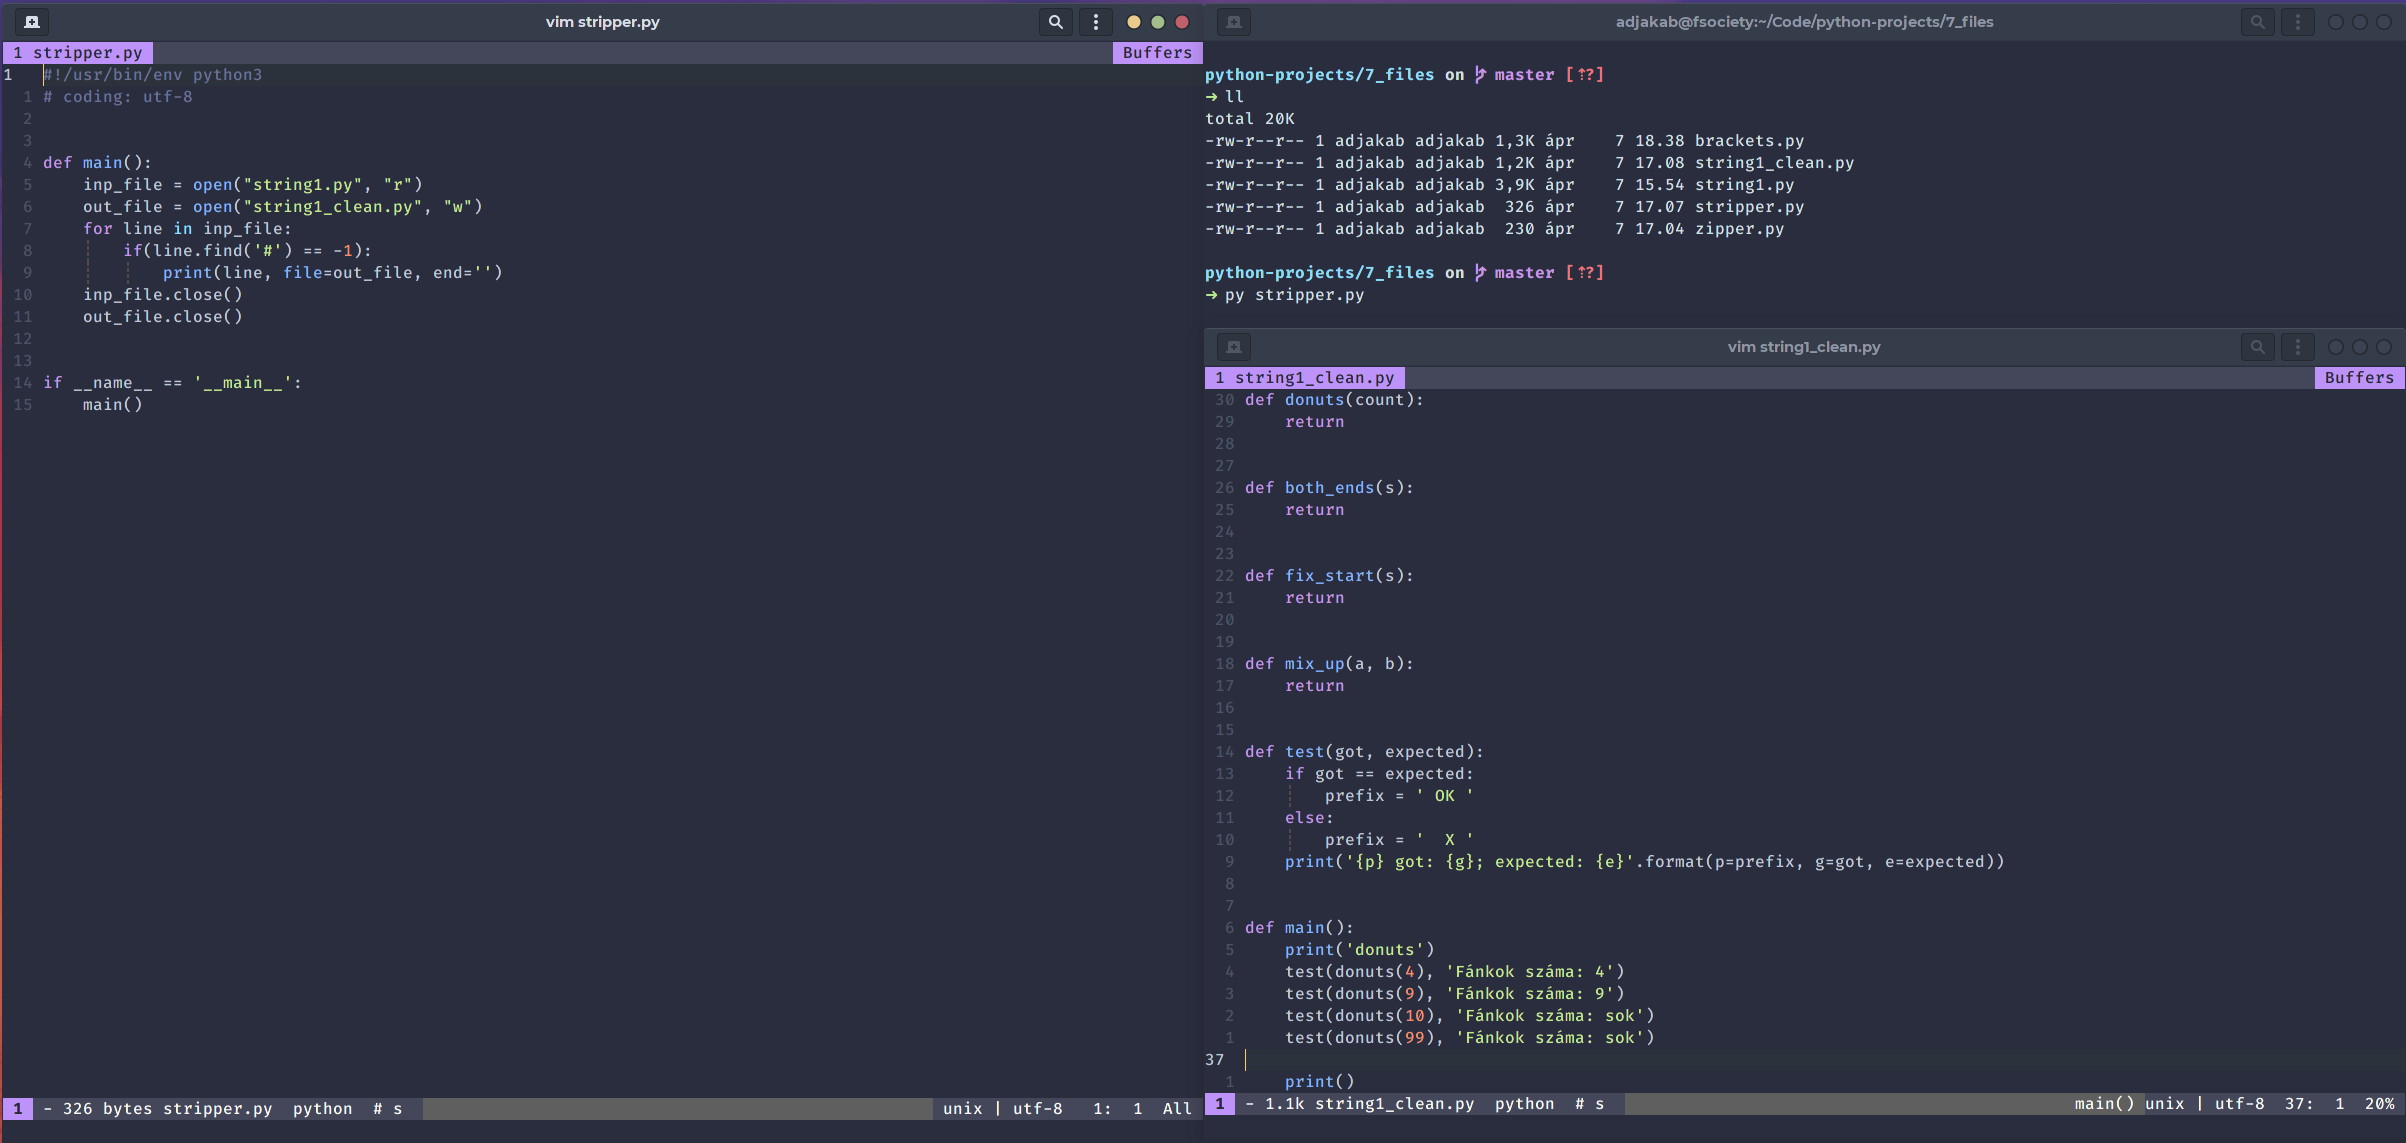 vim stripper.py
1 stripper.py Buffers
1 #!/usr/bin/env python3
1 # coding: utf-8
2
3
4 def main():
5     inp_file = open("string1.py", "r")
6     out_file = open("string1_clean.py", "w")
7     for line in inp_file:
8         if(line.find('#') == -1):
9             print(line, file=out_file, end='')
10     inp_file.close()
11     out_file.close()
12
13
14 if __name__ == '__main__':
15     main()
1 - 326 bytes stripper.py python # s unix | utf-8 1: 1 All
adjakab@fsociety:~/Code/python-projects/7_files
python-projects/7_files on master [⇡?]
➜ ll
total 20K
-rw-r--r-- 1 adjakab adjakab 1,3K ápr    7 18.38 brackets.py
-rw-r--r-- 1 adjakab adjakab 1,2K ápr    7 17.08 string1_clean.py
-rw-r--r-- 1 adjakab adjakab 3,9K ápr    7 15.54 string1.py
-rw-r--r-- 1 adjakab adjakab  326 ápr    7 17.07 stripper.py
-rw-r--r-- 1 adjakab adjakab  230 ápr    7 17.04 zipper.py
python-projects/7_files on master [⇡?]
➜ py stripper.py
vim string1_clean.py
1 string1_clean.py Buffers
30 def donuts(count):
29     return
28
27
26 def both_ends(s):
25     return
24
23
22 def fix_start(s):
21     return
20
19
18 def mix_up(a, b):
17     return
16
15
14 def test(got, expected):
13     if got == expected:
12         prefix = ' OK '
11     else:
10         prefix = '  X '
9     print('{p} got: {g}; expected: {e}'.format(p=prefix, g=got, e=expected))
8
7
6 def main():
5     print('donuts')
4     test(donuts(4), 'Fánkok száma: 4')
3     test(donuts(9), 'Fánkok száma: 9')
2     test(donuts(10), 'Fánkok száma: sok')
1     test(donuts(99), 'Fánkok száma: sok')
37
1     print()
1 - 1.1k string1_clean.py python # s main() unix | utf-8 37: 1 20%